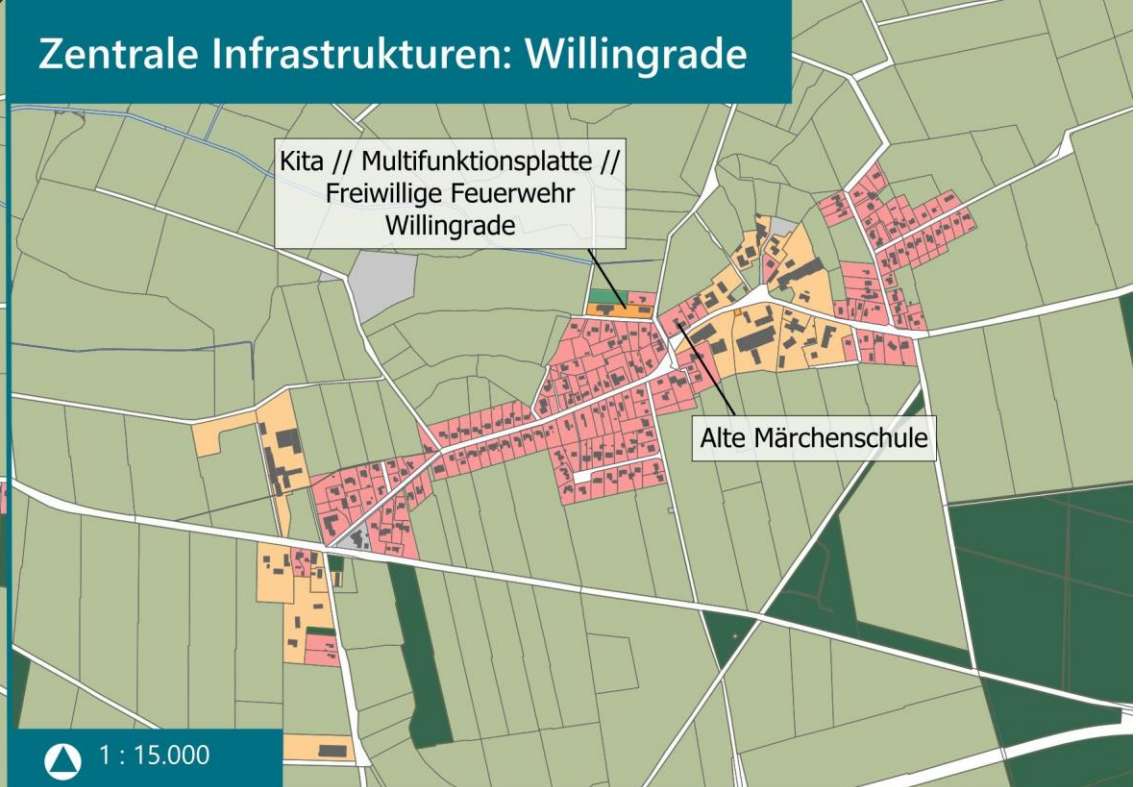 Zentrale Infrastrukturen: Willingrade
Kita // Multifunktionsplatte //
Freiwillige Feuerwehr
Willingrade
Alte Märchenschule
1 : 15.000